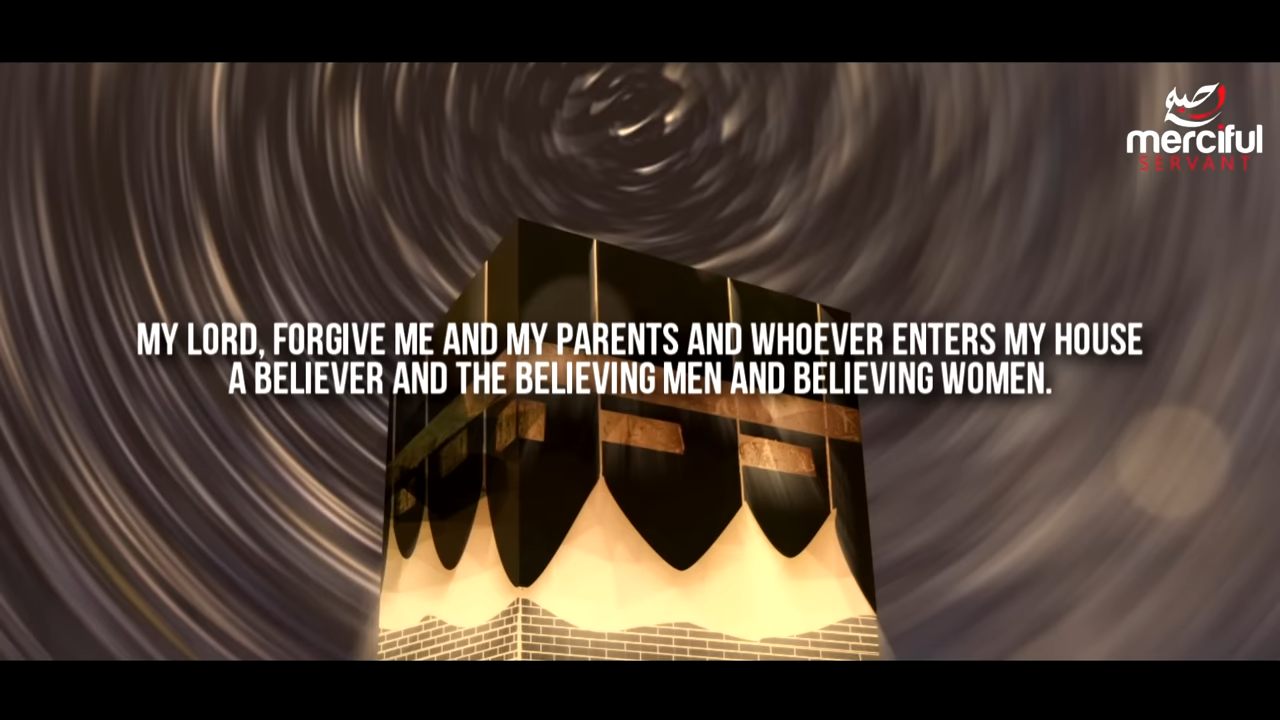 merciful
SERVANT
MY LORD, FORGIVE ME AND MY PARENTS AND WHOEVER ENTERS MY HOUSE
A BELIEVER AND THE BELIEVING MEN AND BELIEVING WOMEN.